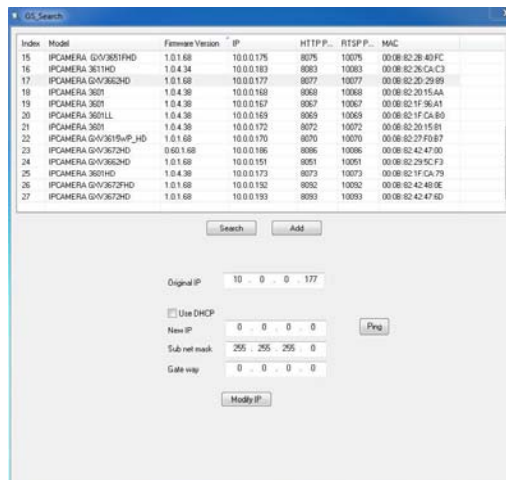 GS_Search
Index Model Firmware Version IP HTTP P... RTSP P... MAC
15 IPCAMERA GXV3651FHD 1.0.1.68 10.0.0.175 8075 10075 00:0B:82:2B:40:FC
16 IPCAMERA 3611HD 1.0.4.34 10.0.0.183 8083 10083 00:0B:82:26:CA:C3
17 IPCAMERA GXV3662HD 1.0.1.68 10.0.0.177 8077 10077 00:0B:82:2D:29:89
18 IPCAMERA 3601 1.0.4.38 10.0.0.168 8068 10068 00:0B:82:20:15:AA
19 IPCAMERA 3601 1.0.4.38 10.0.0.167 8067 10067 00:0B:82:1F:96:A1
20 IPCAMERA 3601LL 1.0.4.38 10.0.0.169 8069 10069 00:0B:82:1F:CA:B0
21 IPCAMERA 3601 1.0.4.38 10.0.0.172 8072 10072 00:0B:82:20:15:81
22 IPCAMERA GXV3615WP_HD 1.0.1.68 10.0.0.170 8070 10070 00:0B:82:27:F0:B7
23 IPCAMERA GXV3672HD 0.60.1.68 10.0.0.186 8086 10086 00:0B:82:42:47:00
24 IPCAMERA GXV3662HD 1.0.1.68 10.0.0.151 8051 10051 00:0B:82:29:5C:F3
25 IPCAMERA 3601HD 1.0.4.38 10.0.0.173 8073 10073 00:0B:82:1F:CA:79
26 IPCAMERA GXV3672FHD 1.0.1.68 10.0.0.192 8092 10092 00:0B:82:42:48:0E
27 IPCAMERA GXV3672HD 1.0.1.68 10.0.0.193 8093 10093 00:0B:82:42:47:6D
Search Add
Original IP 10 . 0 . 0 . 177
Use DHCP
New IP 0 . 0 . 0 . 0 Ping
Sub net mask 255 . 255 . 255 . 0
Gate way 0 . 0 . 0 . 0
Modify IP